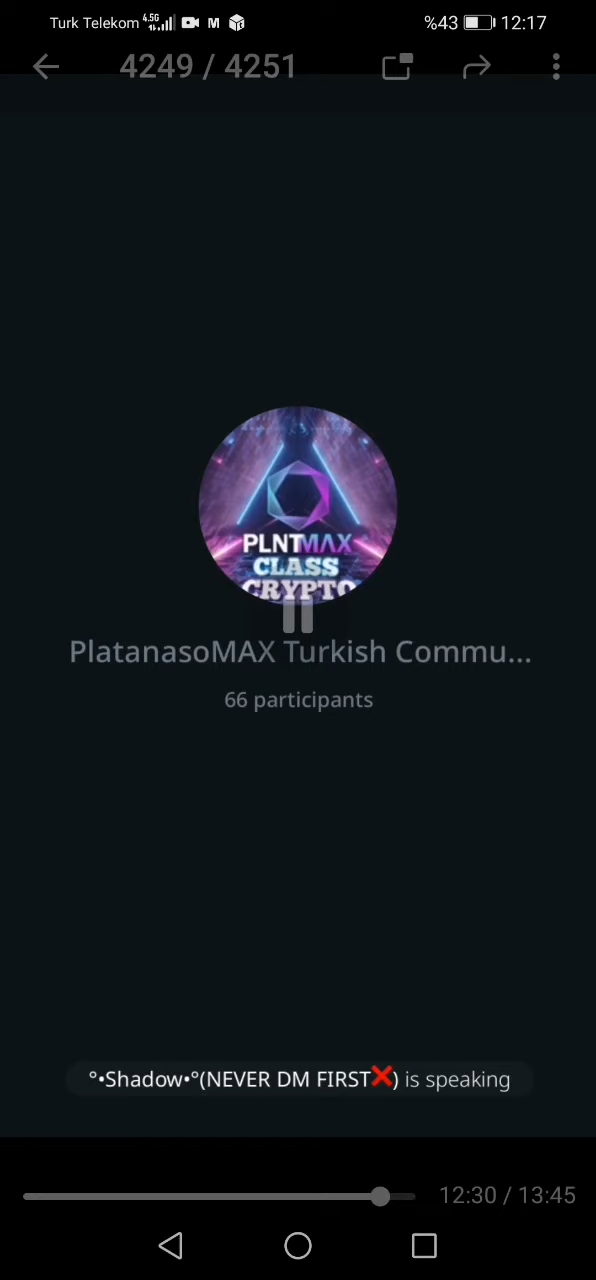 Turk Telekom 4.5G M %43 12:17
4249 / 4251
PLNTMAX
CLASS
CRYPTO
PlatanasoMAX Turkish Commu...
66 participants
°•Shadow•°(NEVER DM FIRST❌) is speaking
12:30 / 13:45